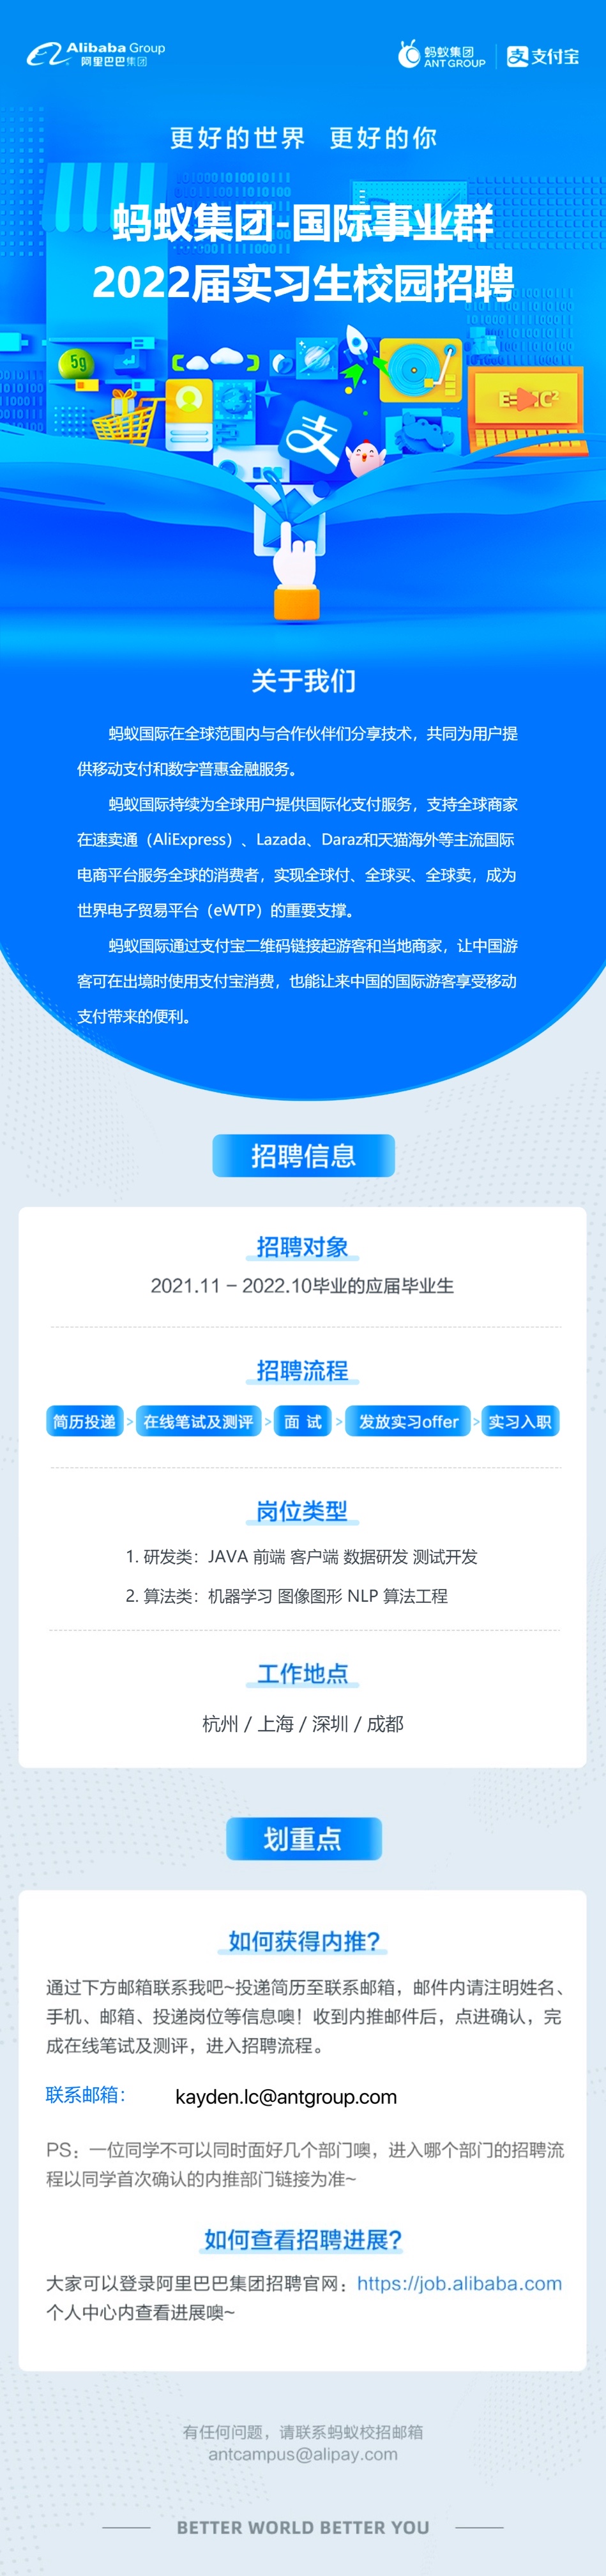 Alibaba Group
阿里巴巴集团
蚂蚁集团
ANT GROUP
支付宝
更好的世界 更好的你
蚂蚁集团-国际事业群
2022届实习生校园招聘
5g
支
关于我们
蚂蚁国际在全球范围内与合作伙伴们分享技术，共同为用户提
供移动支付和数字普惠金融服务。
蚂蚁国际持续为全球用户提供国际化支付服务，支持全球商家
在速卖通（AliExpress）、Lazada、Daraz和天猫海外等主流国际
电商平台服务全球的消费者，实现全球付、全球买、全球卖，成为
世界电子贸易平台（eWTP）的重要支撑。
蚂蚁国际通过支付宝二维码链接起游客和当地商家，让中国游
客可在出境时使用支付宝消费，也能让来中国的国际游客享受移动
支付带来的便利。
招聘信息
招聘对象
2021.11 – 2022.10毕业的应届毕业生
招聘流程
简历投递 > 在线笔试及测评 > 面 试 > 发放实习offer > 实习入职
岗位类型
1. 研发类：JAVA 前端 客户端 数据研发 测试开发
2. 算法类：机器学习 图像图形 NLP 算法工程
工作地点
杭州 / 上海 / 深圳 / 成都
划重点
如何获得内推?
通过下方邮箱联系我吧~投递简历至联系邮箱，邮件内请注明姓名、
手机、邮箱、投递岗位等信息噢！收到内推邮件后，点进确认，完
成在线笔试及测评，进入招聘流程。
联系邮箱： kayden.lc@antgroup.com
PS：一位同学不可以同时面好几个部门噢，进入哪个部门的招聘流
程以同学首次确认的内推部门链接为准~
如何查看招聘进展?
大家可以登录阿里巴巴集团招聘官网：https://job.alibaba.com
个人中心内查看进展噢~
有任何问题，请联系蚂蚁校招邮箱
antcampus@alipay.com
BETTER WORLD BETTER YOU